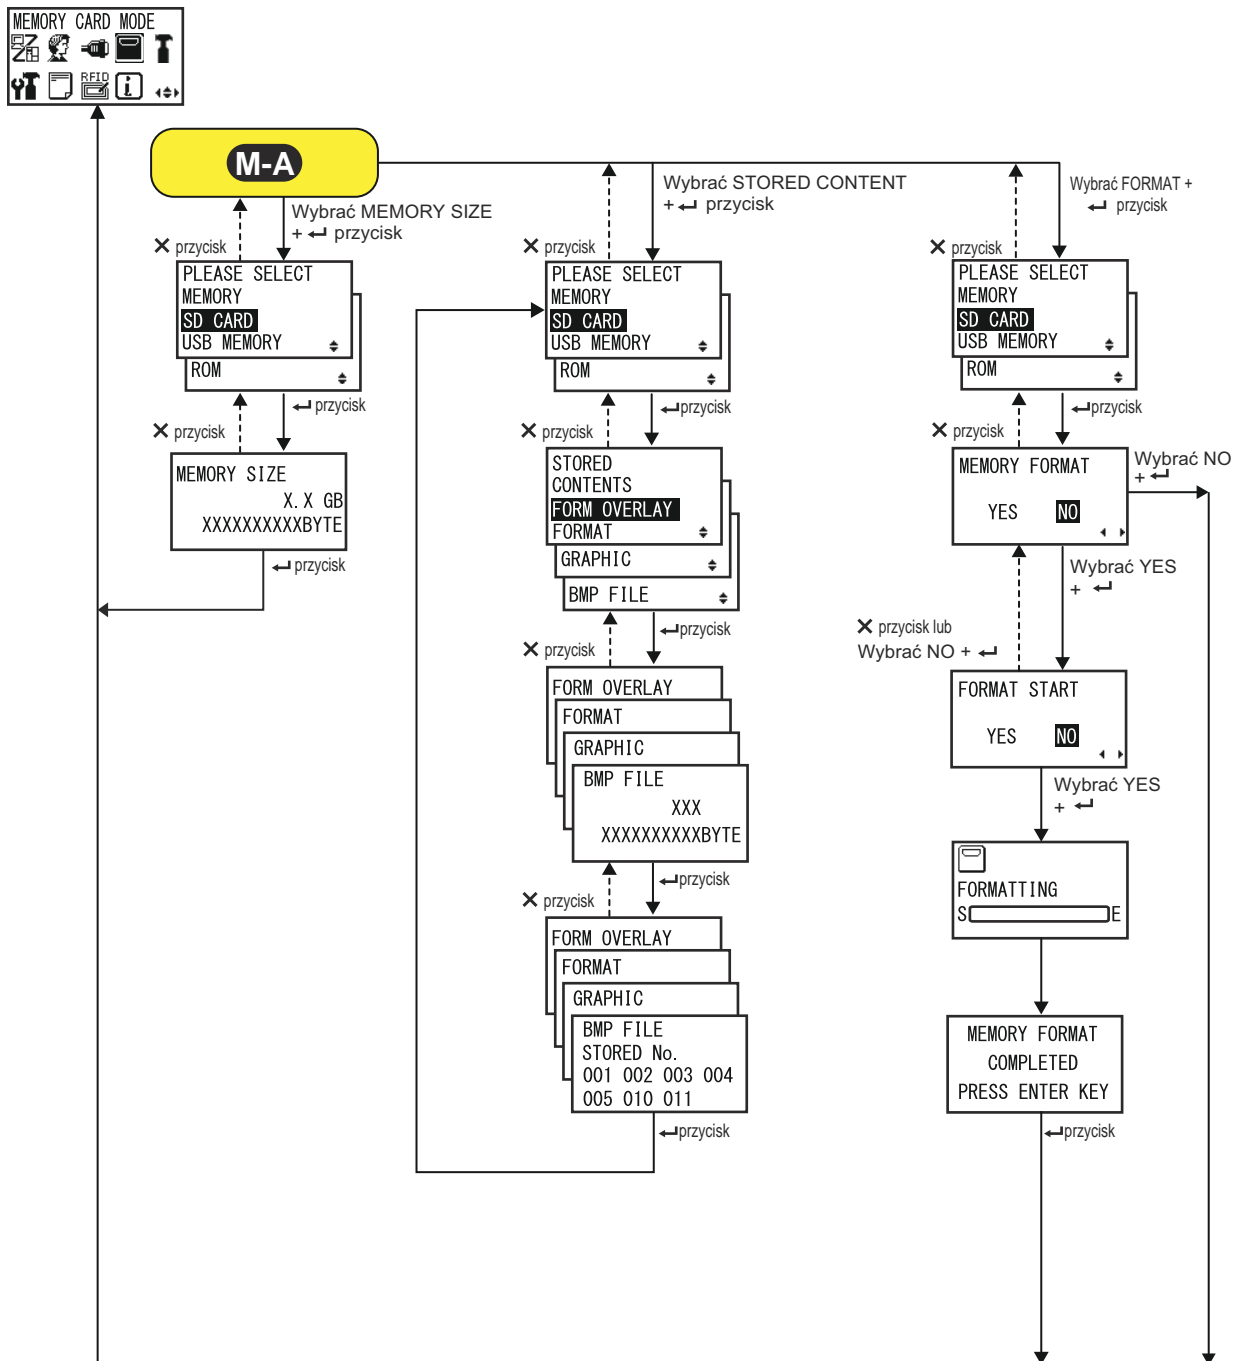 MEMORY CARD MODE
RFID
M-A
Wybrać MEMORY SIZE
+ ↵ przycisk
✕ przycisk
PLEASE SELECT
MEMORY
SD CARD
USB MEMORY
ROM
↵ przycisk
✕ przycisk
MEMORY SIZE
X.X GB
XXXXXXXXXXBYTE
↵ przycisk
Wybrać STORED CONTENT
+ ↵ przycisk
✕ przycisk
PLEASE SELECT
MEMORY
SD CARD
USB MEMORY
ROM
↵przycisk
✕ przycisk
STORED
CONTENTS
FORM OVERLAY
FORMAT
GRAPHIC
BMP FILE
↵przycisk
✕ przycisk
FORM OVERLAY
FORMAT
GRAPHIC
BMP FILE
XXX
XXXXXXXXXXBYTE
↵przycisk
✕ przycisk
FORM OVERLAY
FORMAT
GRAPHIC
BMP FILE
STORED No.
001 002 003 004
005 010 011
↵przycisk
Wybrać FORMAT +
↵ przycisk
✕ przycisk
PLEASE SELECT
MEMORY
SD CARD
USB MEMORY
ROM
↵przycisk
✕ przycisk
MEMORY FORMAT
YES NO
Wybrać NO
+ ↵
Wybrać YES
+ ↵
✕ przycisk lub
Wybrać NO + ↵
FORMAT START
YES NO
Wybrać YES
+ ↵
FORMATTING
S E
MEMORY FORMAT
COMPLETED
PRESS ENTER KEY
↵przycisk